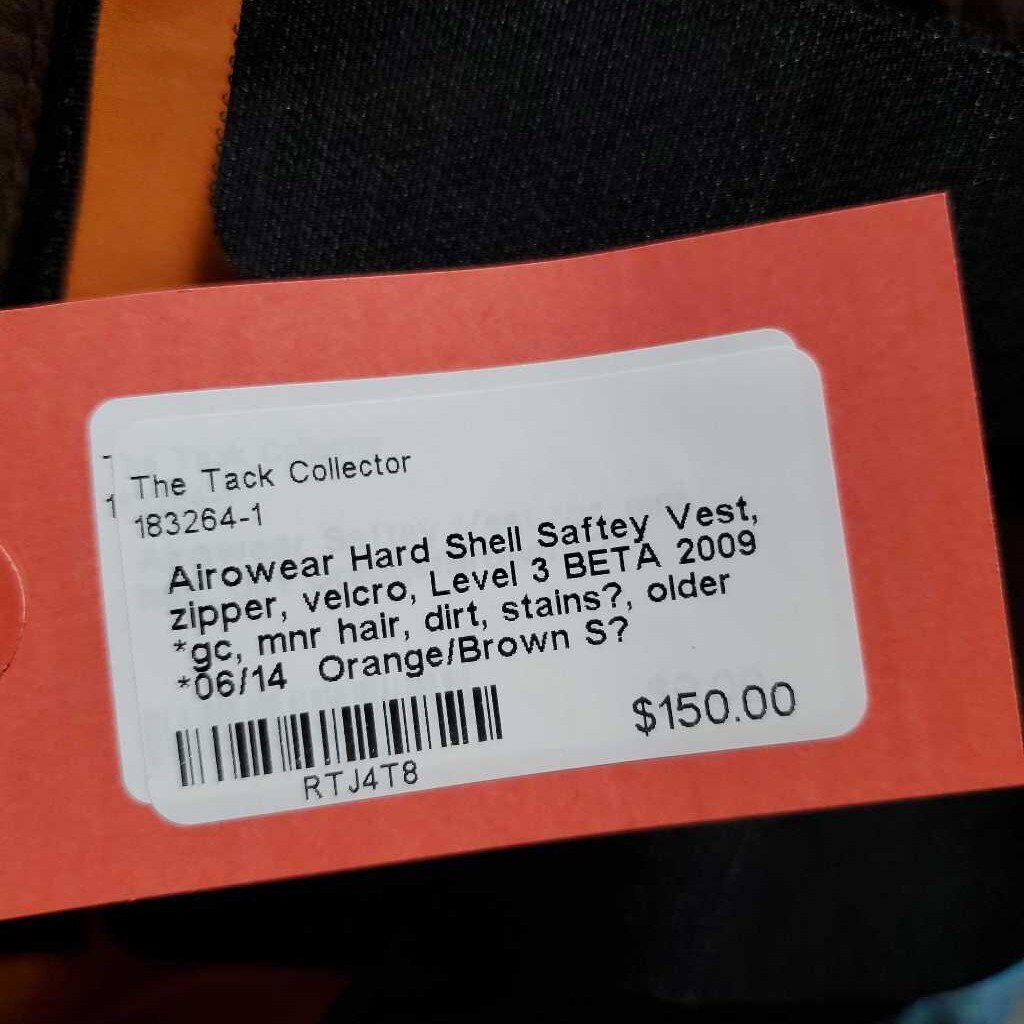 The Tack Collector
183264-1
Airowear Hard Shell Saftey Vest,
zipper, velcro, Level 3 BETA 2009
*gc, mnr hair, dirt, stains?, older
*06/14 Orange/Brown S?
$150.00
RTJ4T8